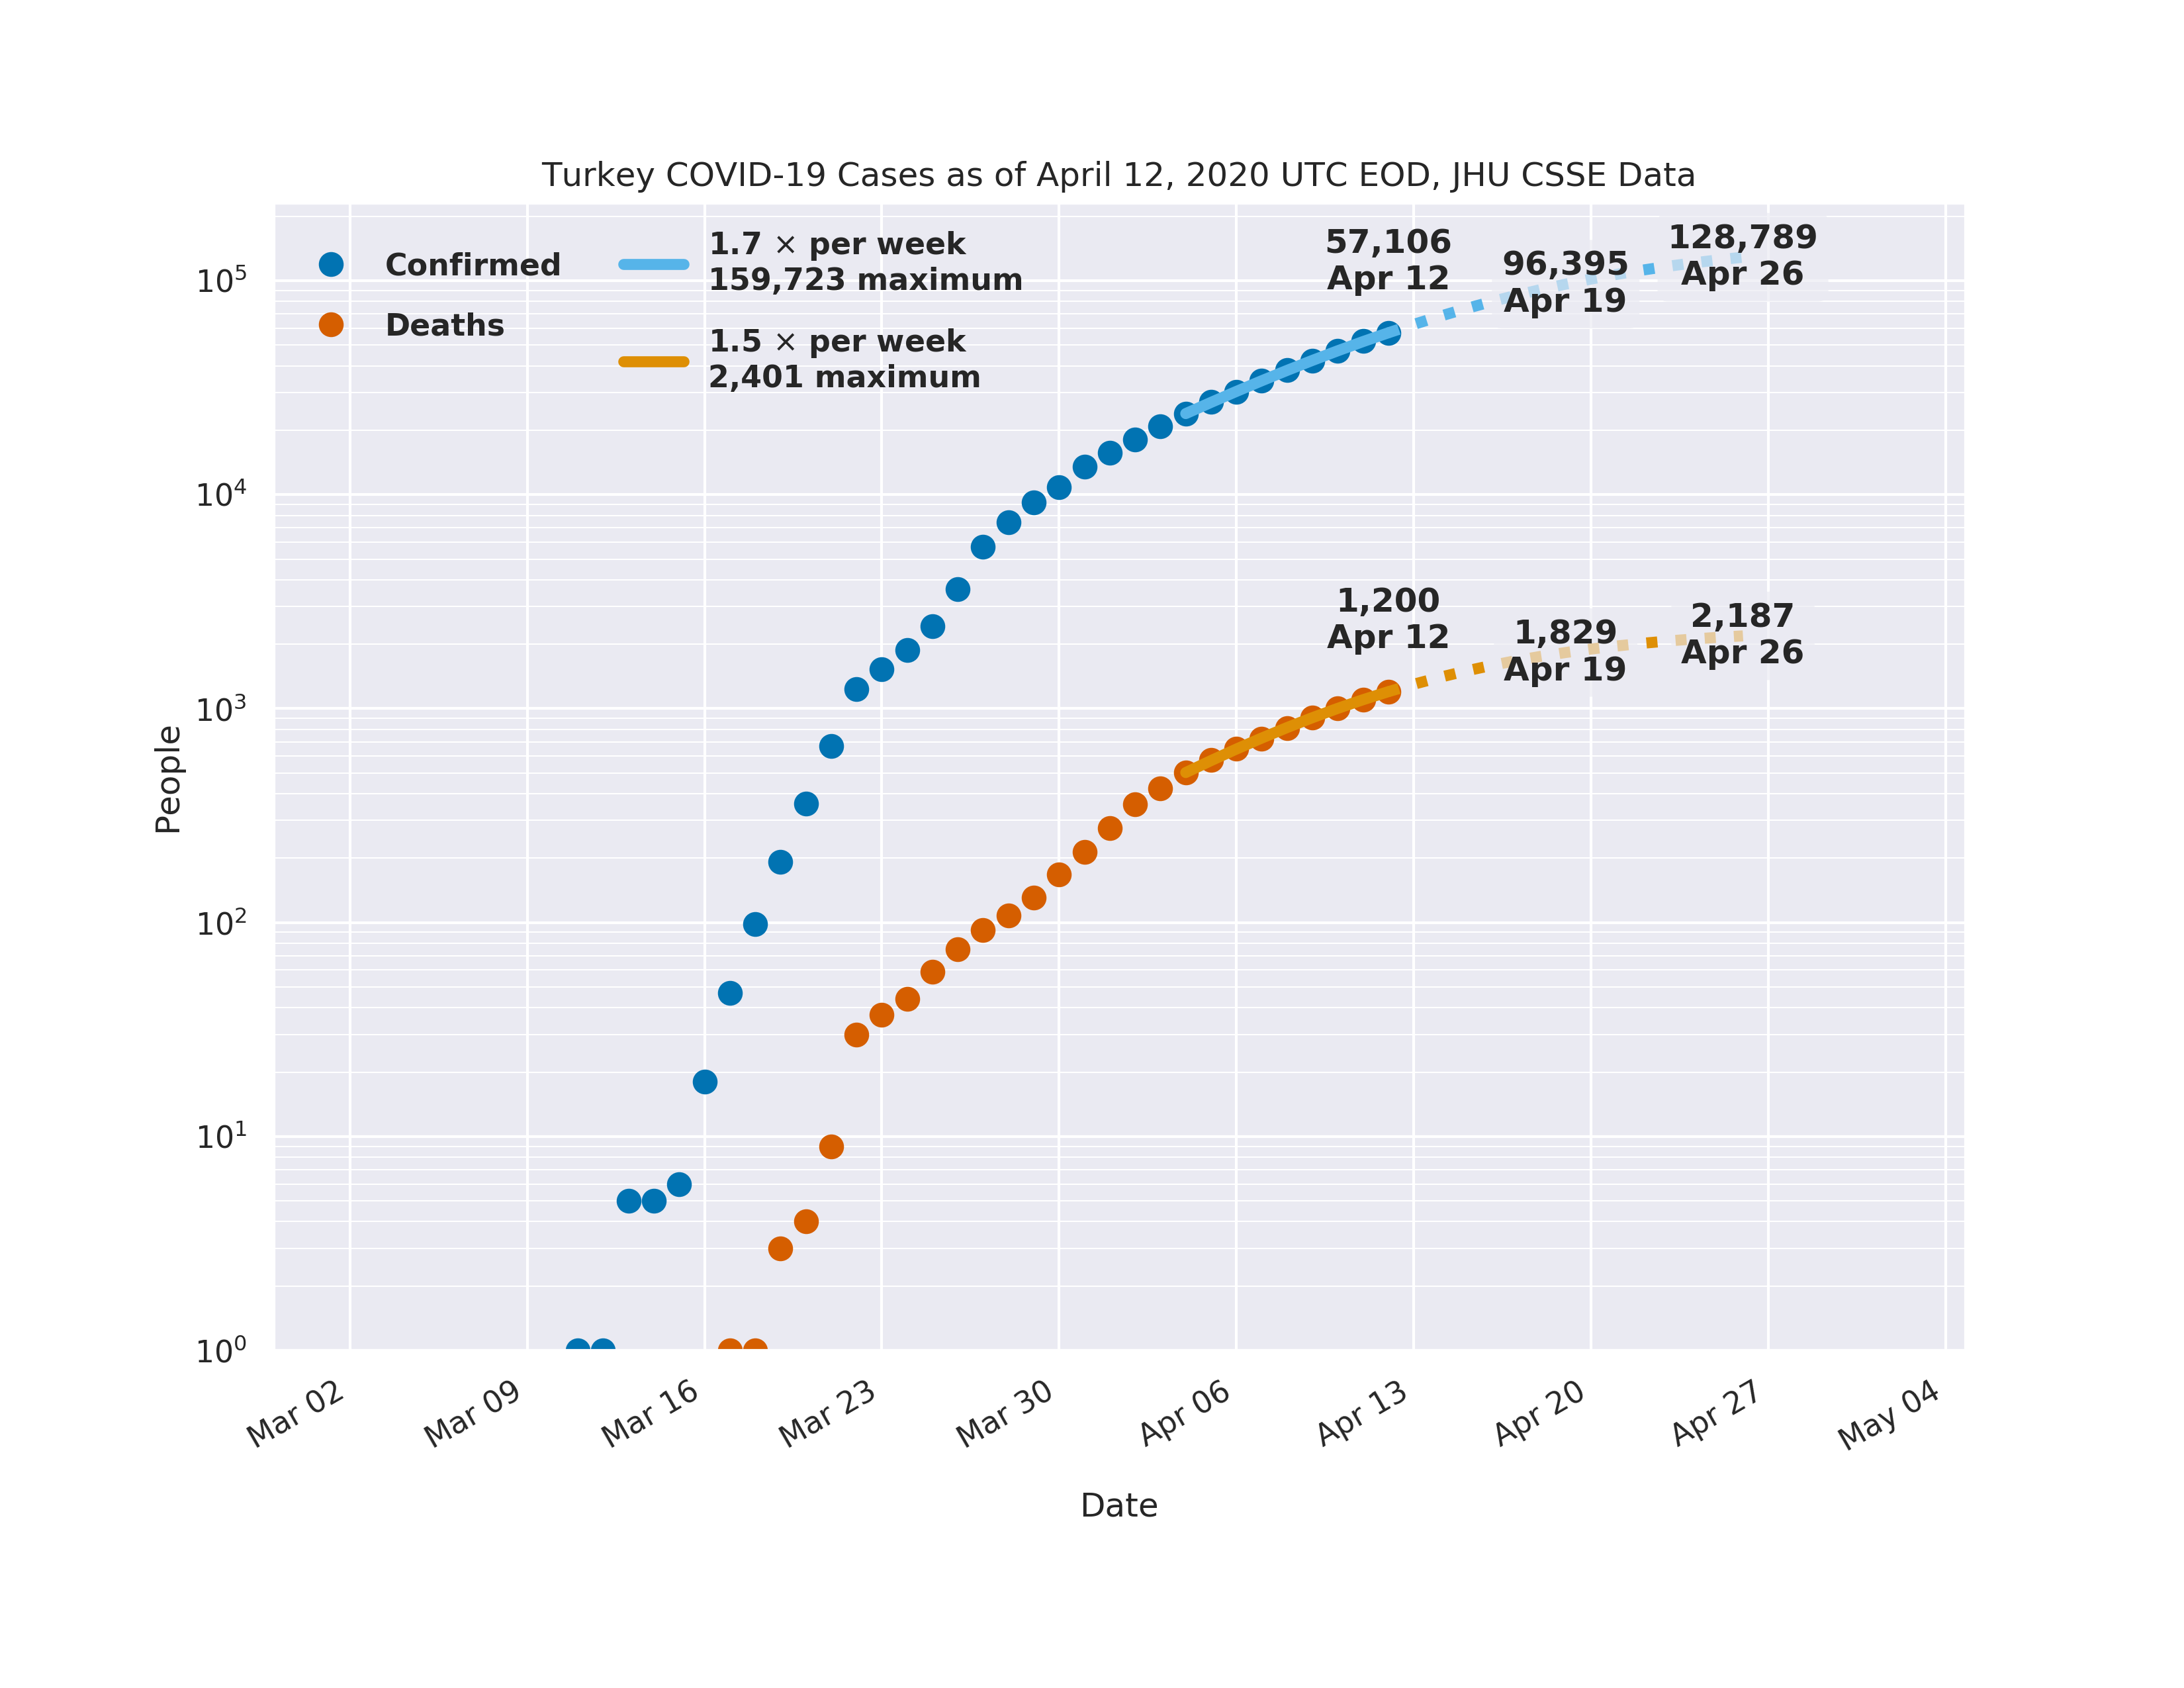 Turkey COVID-19 Cases as of April 12, 2020 UTC EOD, JHU CSSE Data
Confirmed
Deaths
1.7 × per week
159,723 maximum
1.5 × per week
2,401 maximum
57,106
Apr 12
96,395
Apr 19
128,789
Apr 26
1,200
Apr 12
1,829
Apr 19
2,187
Apr 26
People
10⁵
10⁴
10³
10²
10¹
10⁰
Mar 02
Mar 09
Mar 16
Mar 23
Mar 30
Apr 06
Apr 13
Apr 20
Apr 27
May 04
Date